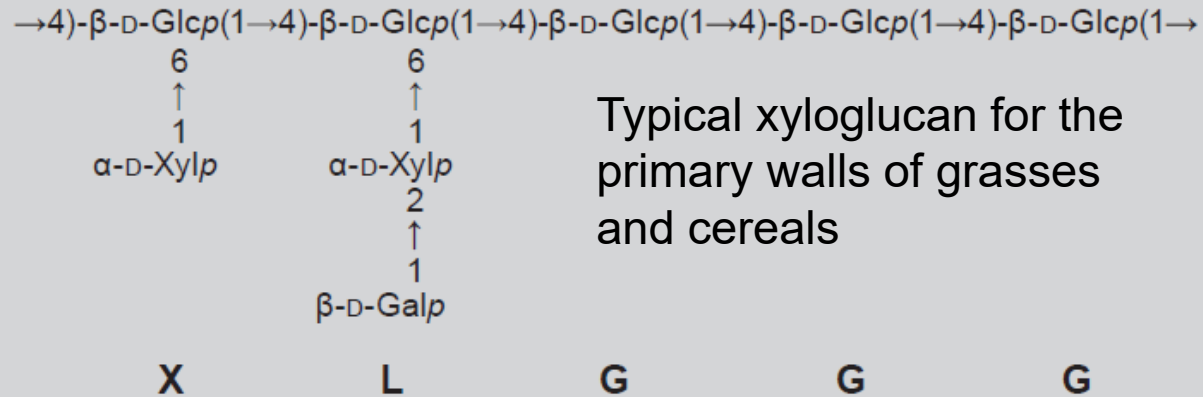 →4)-β-D-Glcp(1→4)-β-D-Glcp(1→4)-β-D-Glcp(1→4)-β-D-Glcp(1→4)-β-D-Glcp(1→
6 6
↑ ↑
1 1
α-D-Xylp α-D-Xylp
2
↑
1
β-D-Galp
Typical xyloglucan for the
primary walls of grasses
and cereals
X L G G G